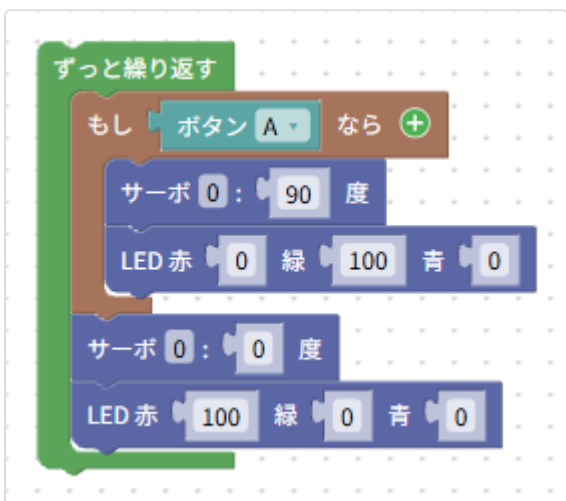 ずっと繰り返す
もし ボタン A なら
サーボ 0 : 90 度
LED 赤 0 緑 100 青 0
サーボ 0 : 0 度
LED 赤 100 緑 0 青 0